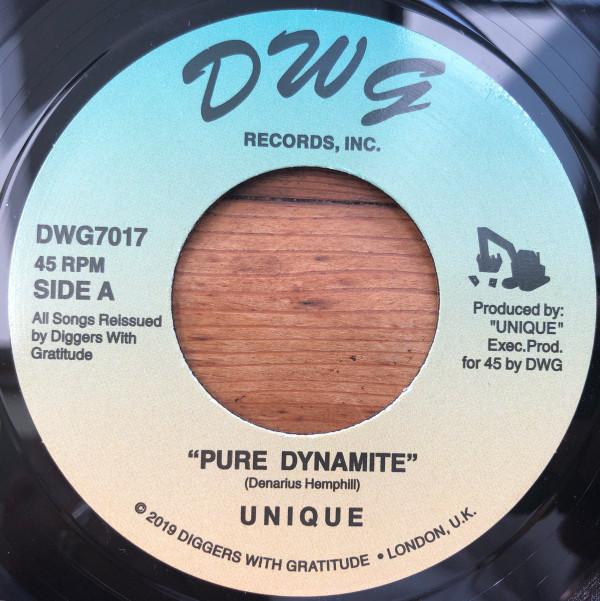 DWG
RECORDS, INC.
DWG7017
45 RPM
SIDE A
All Songs Reissued
by Diggers With
Gratitude
Produced by:
"UNIQUE"
Exec.Prod.
for 45 by DWG
“PURE DYNAMITE”
(Denarius Hemphill)
UNIQUE
© 2019 DIGGERS WITH GRATITUDE • LONDON, U.K.